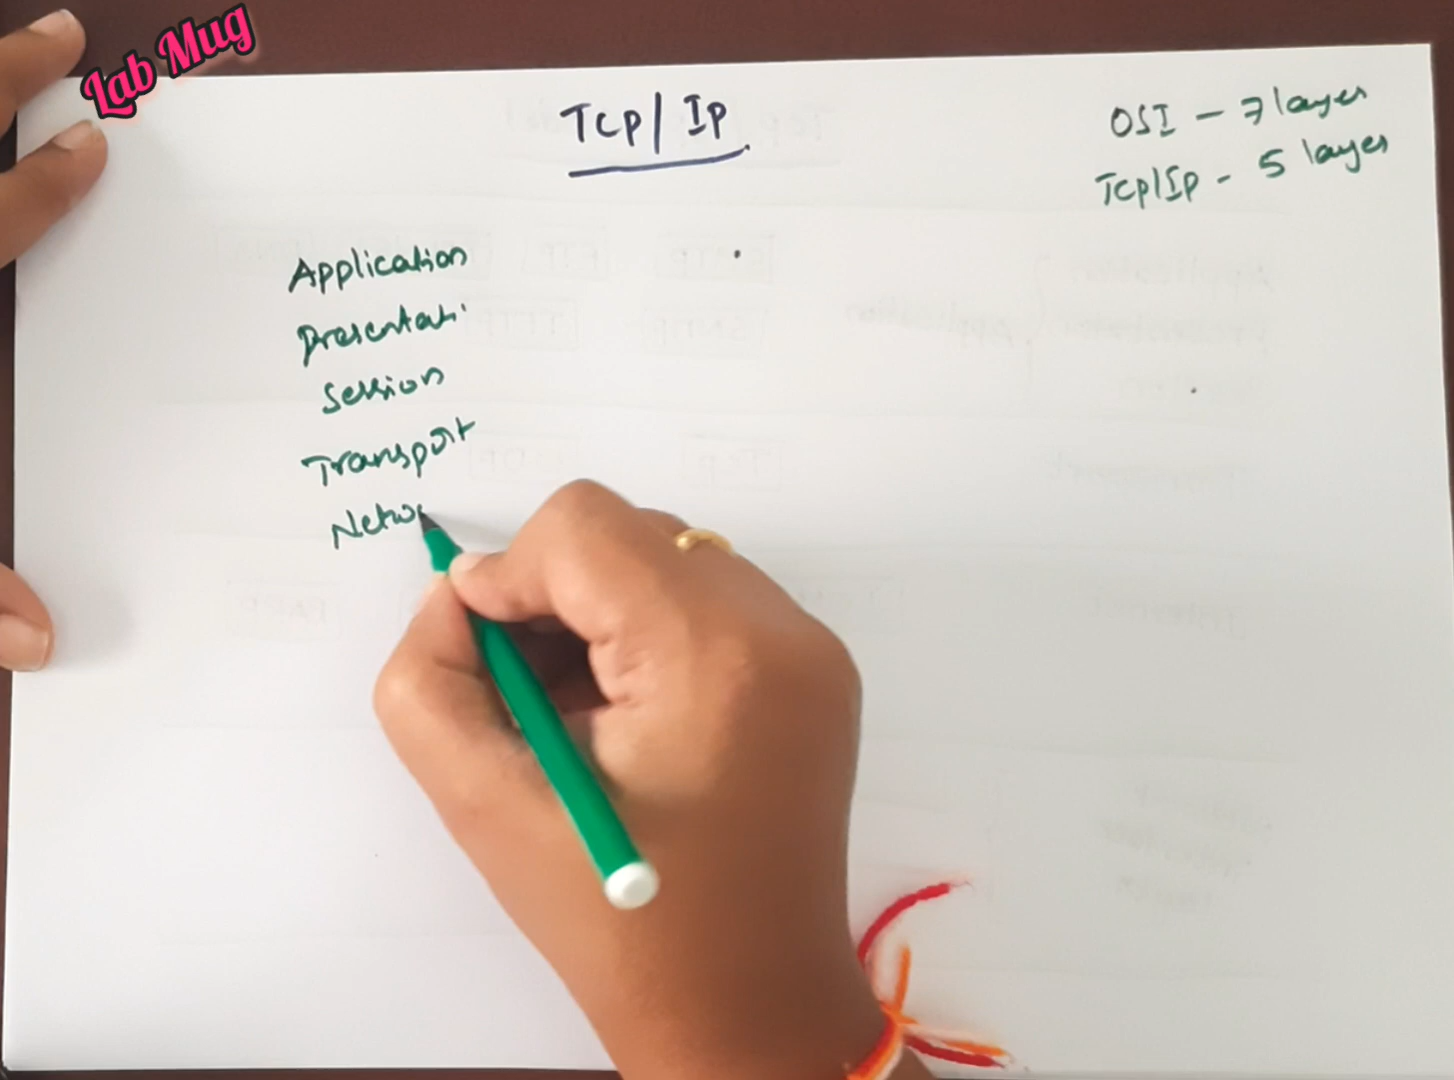 Lab Mug
Tcp/Ip
OSI - 7 layer
Tcp/Ip - 5 layer
Application
Presentati
Session
Transport
Netwo